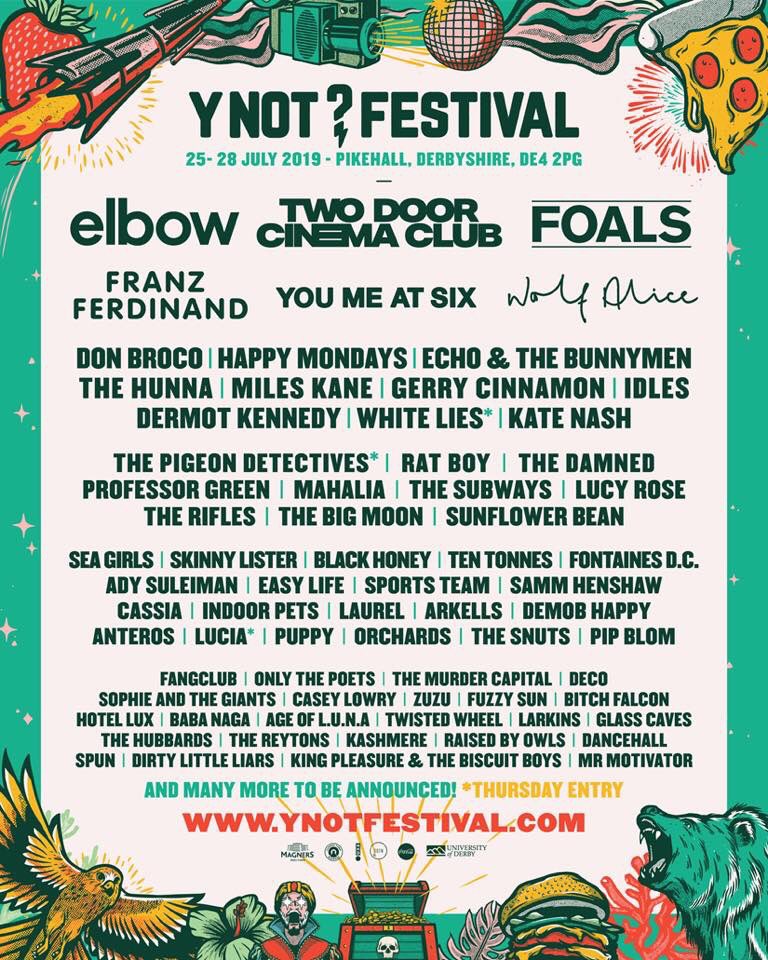 Y NOT? FESTIVAL
25- 28 JULY 2019 - PIKEHALL, DERBYSHIRE, DE4 2PG
elbow TWO DOOR CINEMA CLUB FOALS
FRANZ FERDINAND YOU ME AT SIX Wolf Alice
DON BROCO | HAPPY MONDAYS | ECHO & THE BUNNYMEN
THE HUNNA | MILES KANE | GERRY CINNAMON | IDLES
DERMOT KENNEDY | WHITE LIES* | KATE NASH
THE PIGEON DETECTIVES* | RAT BOY | THE DAMNED
PROFESSOR GREEN | MAHALIA | THE SUBWAYS | LUCY ROSE
THE RIFLES | THE BIG MOON | SUNFLOWER BEAN
SEA GIRLS | SKINNY LISTER | BLACK HONEY | TEN TONNES | FONTAINES D.C.
ADY SULEIMAN | EASY LIFE | SPORTS TEAM | SAMM HENSHAW
CASSIA | INDOOR PETS | LAUREL | ARKELLS | DEMOB HAPPY
ANTEROS | LUCIA* | PUPPY | ORCHARDS | THE SNUTS | PIP BLOM
FANGCLUB | ONLY THE POETS | THE MURDER CAPITAL | DECO
SOPHIE AND THE GIANTS | CASEY LOWRY | ZUZU | FUZZY SUN | BITCH FALCON
HOTEL LUX | BABA NAGA | AGE OF L.U.N.A | TWISTED WHEEL | LARKINS | GLASS CAVES
THE HUBBARDS | THE REYTONS | KASHMERE | RAISED BY OWLS | DANCEHALL
SPUN | DIRTY LITTLE LIARS | KING PLEASURE & THE BISCUIT BOYS | MR MOTIVATOR
AND MANY MORE TO BE ANNOUNCED! *THURSDAY ENTRY
WWW.YNOTFESTIVAL.COM
MAGNERS
UNIVERSITY of DERBY